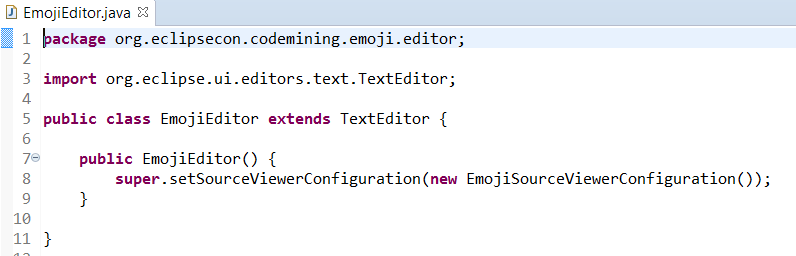 EmojiEditor.java
1 package org.eclipsecon.codemining.emoji.editor;
2
3 import org.eclipse.ui.editors.text.TextEditor;
4
5 public class EmojiEditor extends TextEditor {
6
7 public EmojiEditor() {
8 super.setSourceViewerConfiguration(new EmojiSourceViewerConfiguration());
9 }
10
11 }